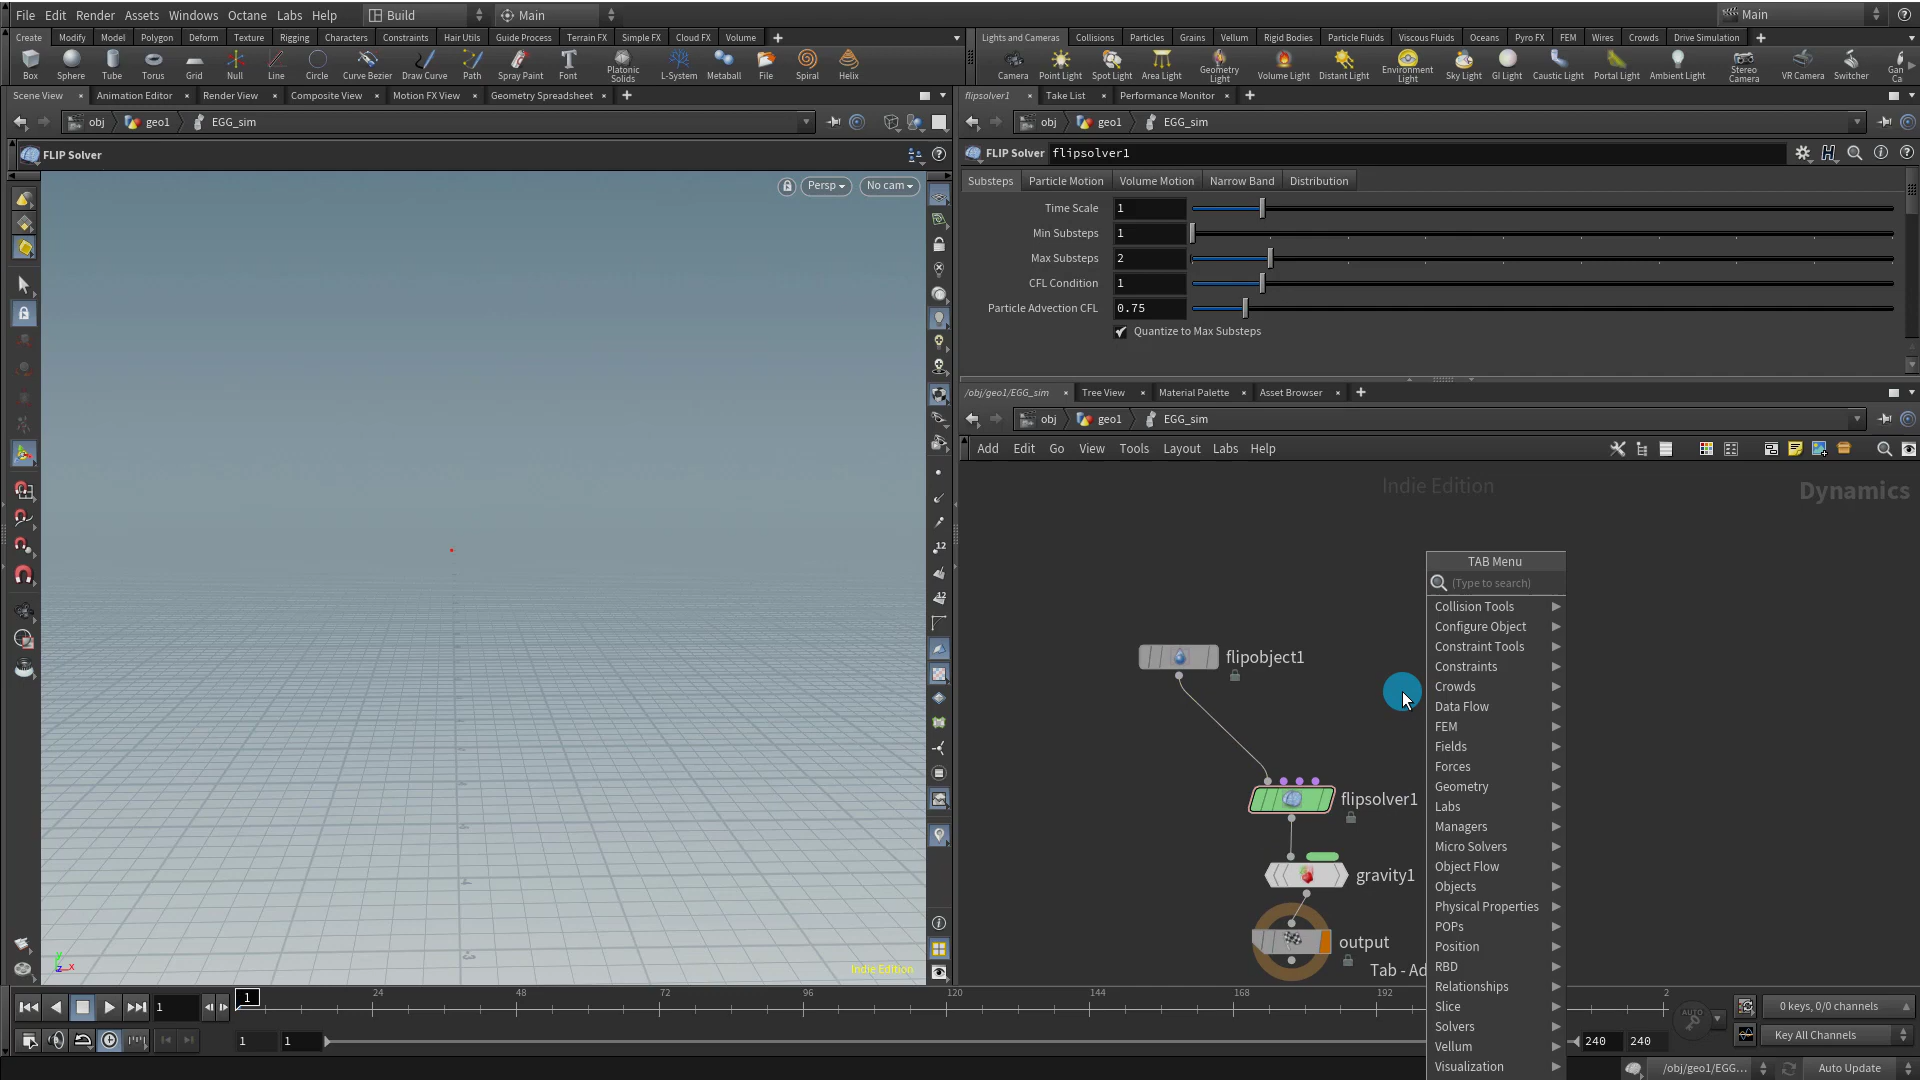 File Edit Render Assets Windows Octane Labs Help Build Main Main
Create Modify Model Polygon Deform Texture Rigging Characters Constraints Hair Utils Guide Process Terrain FX Simple FX Cloud FX Volume
Lights and Cameras Collisions Particles Grains Vellum Rigid Bodies Particle Fluids Viscous Fluids Oceans Pyro FX FEM Wires Crowds Drive Simulation
Box Sphere Tube Torus Grid Null Line Circle Curve Bezier Draw Curve Path Spray Paint Font Platonic Solids L-System Metaball File Spiral Helix
Camera Point Light Spot Light Area Light Geometry Light Volume Light Distant Light Environment Light Sky Light GI Light Caustic Light Portal Light Ambient Light Stereo Camera VR Camera Switcher Gan Ca
Scene View Animation Editor Render View Composite View Motion FX View Geometry Spreadsheet
flipsolver1 Take List Performance Monitor
obj geo1 EGG_sim
obj geo1 EGG_sim
FLIP Solver
FLIP Solver flipsolver1
Persp No cam
Substeps Particle Motion Volume Motion Narrow Band Distribution
Time Scale 1
Min Substeps 1
Max Substeps 2
CFL Condition 1
Particle Advection CFL 0.75
Quantize to Max Substeps
/obj/geo1/EGG_sim Tree View Material Palette Asset Browser
obj geo1 EGG_sim
Add Edit Go View Tools Layout Labs Help
Indie Edition
Dynamics
TAB Menu
(Type to search)
Collision Tools
Configure Object
Constraint Tools
Constraints
Crowds
Data Flow
FEM
Fields
Forces
Geometry
Labs
Managers
Micro Solvers
Object Flow
Objects
Physical Properties
POPs
Position
RBD
Relationships
Slice
Solvers
Vellum
Visualization
flipobject1
flipsolver1
gravity1
output
Tab - Ad
12
12
Indie Edition
y
z x
1 1 24 48 72 96 120 144 168 192 2
AUTO
0 keys, 0/0 channels
1 1 240 240 Key All Channels
/obj/geo1/EGG... Auto Update